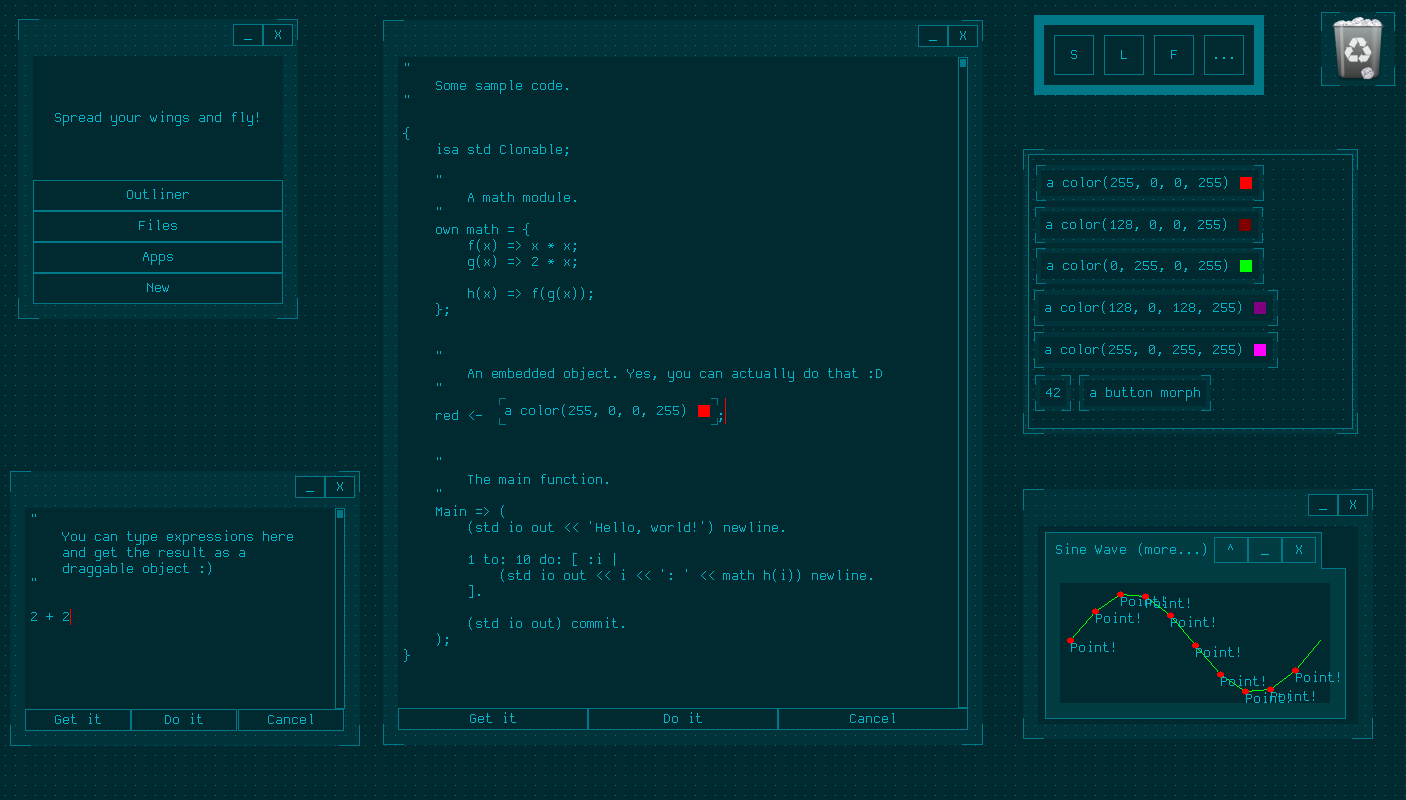 _ X
Spread your wings and fly!
Outliner
Files
Apps
New
_ X
"
You can type expressions here
and get the result as a
draggable object :)
"
2 + 2
Get it Do it Cancel
_ X
"
Some sample code.
"
{
isa std Clonable;
"
A math module.
"
own math = {
f(x) => x * x;
g(x) => 2 * x;
h(x) => f(g(x));
};
"
An embedded object. Yes, you can actually do that :D
"
red <- a color(255, 0, 0, 255) ;
"
The main function.
"
Main => (
(std io out << 'Hello, world!') newline.
1 to: 10 do: [ :i |
(std io out << i << ': ' << math h(i)) newline.
].
(std io out) commit.
);
}
Get it Do it Cancel
S L F ...
a color(255, 0, 0, 255)
a color(128, 0, 0, 255)
a color(0, 255, 0, 255)
a color(128, 0, 128, 255)
a color(255, 0, 255, 255)
42 a button morph
_ X
Sine Wave (more...) ^ _ X
Point!
Point!
Point!
Point!
Point!
Point!
Point!
Point!
Point!
Point!